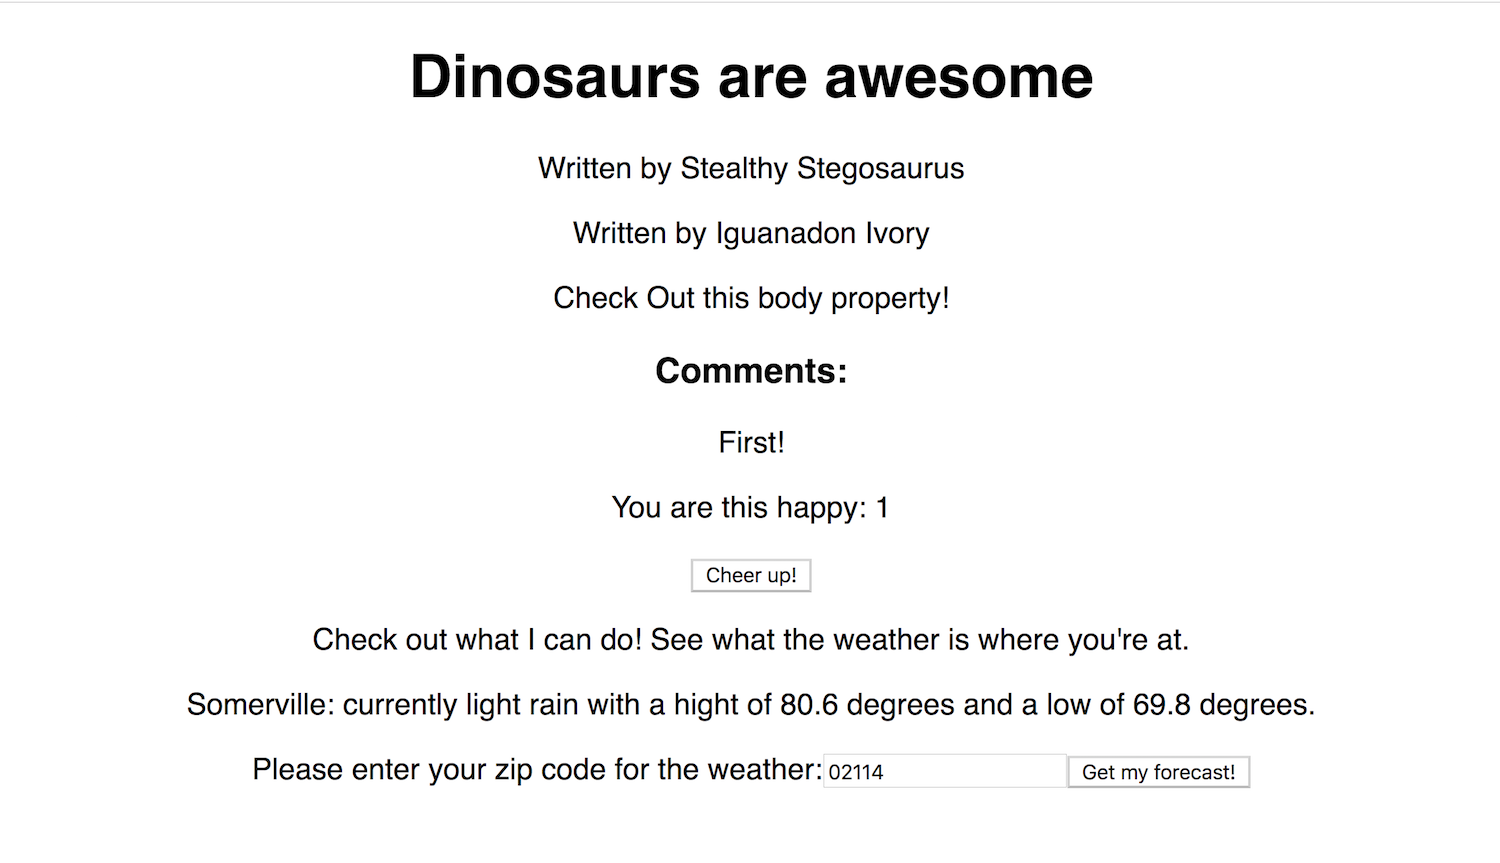 Dinosaurs are awesome
Written by Stealthy Stegosaurus
Written by Iguanadon Ivory
Check Out this body property!
Comments:
First!
You are this happy: 1
Cheer up!
Check out what I can do! See what the weather is where you're at.
Somerville: currently light rain with a hight of 80.6 degrees and a low of 69.8 degrees.
Please enter your zip code for the weather: 02114 Get my forecast!